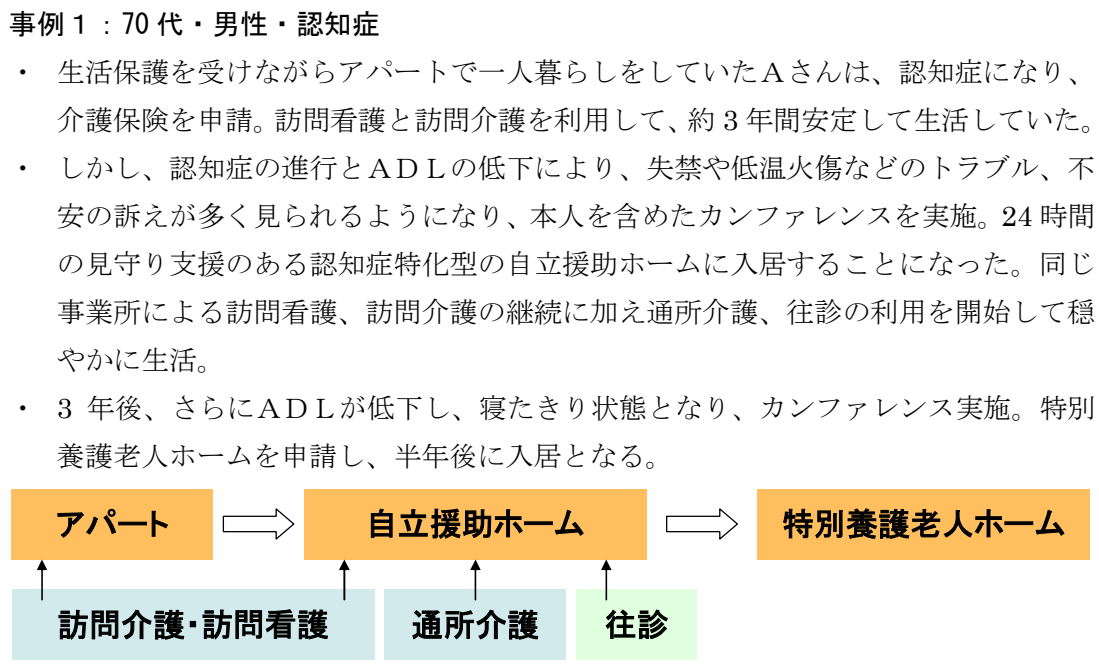 事例１：70代・男性・認知症
・ 生活保護を受けながらアパートで一人暮らしをしていたＡさんは、認知症になり、
介護保険を申請。訪問看護と訪問介護を利用して、約3年間安定して生活していた。
・ しかし、認知症の進行とＡＤＬの低下により、失禁や低温火傷などのトラブル、不
安の訴えが多く見られるようになり、本人を含めたカンファレンスを実施。24時間
の見守り支援のある認知症特化型の自立援助ホームに入居することになった。同じ
事業所による訪問看護、訪問介護の継続に加え通所介護、往診の利用を開始して穏
やかに生活。
・ 3 年後、さらにＡＤＬが低下し、寝たきり状態となり、カンファレンス実施。特別
養護老人ホームを申請し、半年後に入居となる。
アパート 自立援助ホーム 特別養護老人ホーム
訪問介護・訪問看護 通所介護 往診